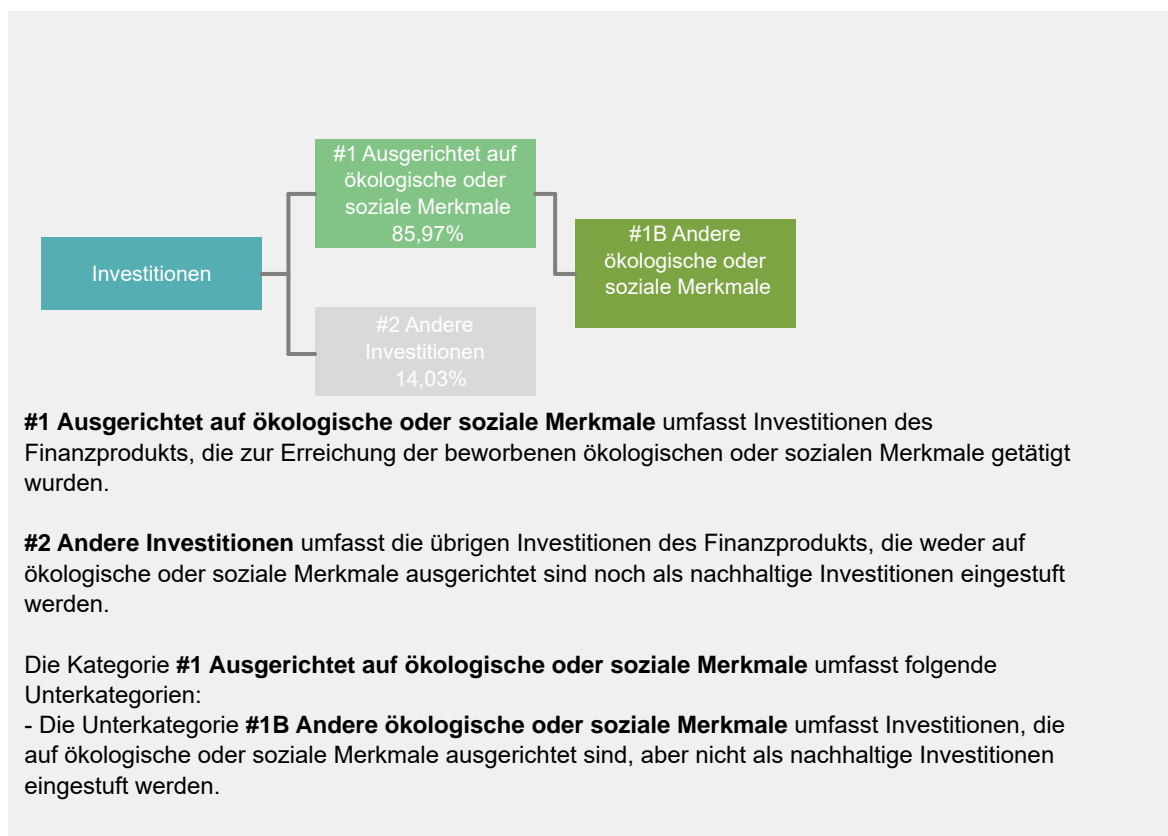 #1 Ausgerichtet auf
ökologische oder
soziale Merkmale
85,97%
#1B Andere
ökologische oder
soziale Merkmale
Investitionen
#2 Andere
Investitionen
14,03%
#1 Ausgerichtet auf ökologische oder soziale Merkmale umfasst Investitionen des
Finanzprodukts, die zur Erreichung der beworbenen ökologischen oder sozialen Merkmale getätigt
wurden.
#2 Andere Investitionen umfasst die übrigen Investitionen des Finanzprodukts, die weder auf
ökologische oder soziale Merkmale ausgerichtet sind noch als nachhaltige Investitionen eingestuft
werden.
Die Kategorie #1 Ausgerichtet auf ökologische oder soziale Merkmale umfasst folgende
Unterkategorien:
- Die Unterkategorie #1B Andere ökologische oder soziale Merkmale umfasst Investitionen, die
auf ökologische oder soziale Merkmale ausgerichtet sind, aber nicht als nachhaltige Investitionen
eingestuft werden.